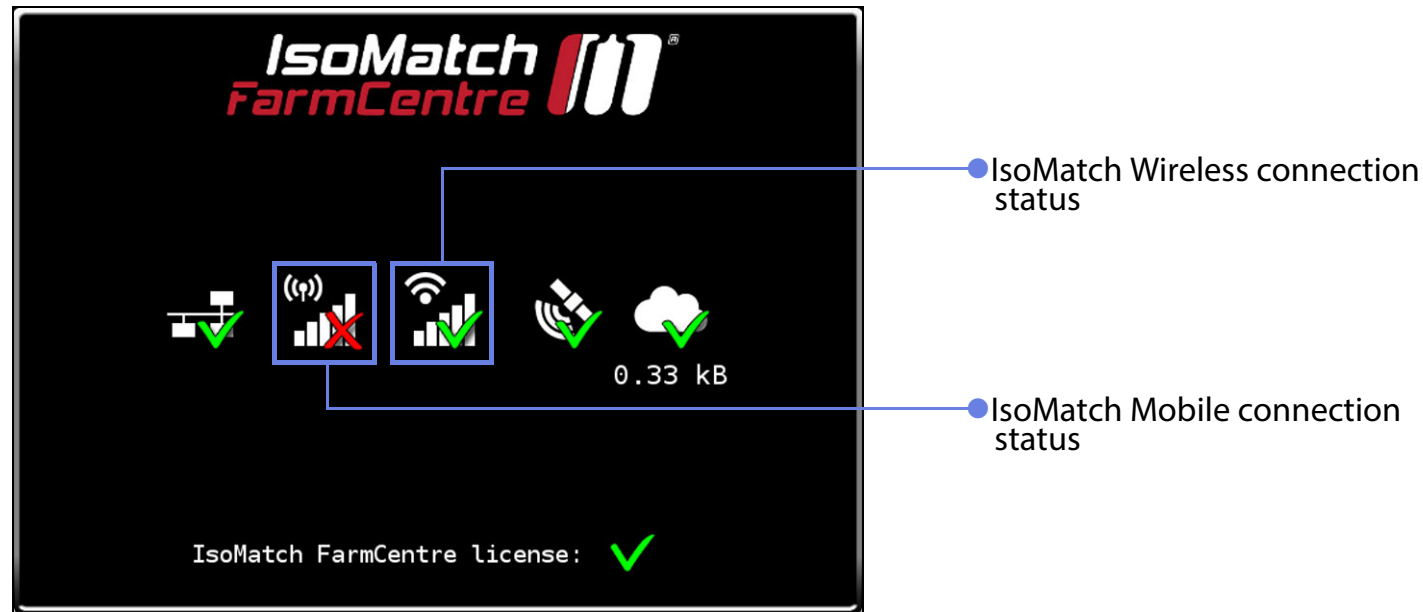 IsoMatch
FarmCentre
®
IsoMatch Wireless connection
status
0.33 kB
IsoMatch Mobile connection
status
IsoMatch FarmCentre license: